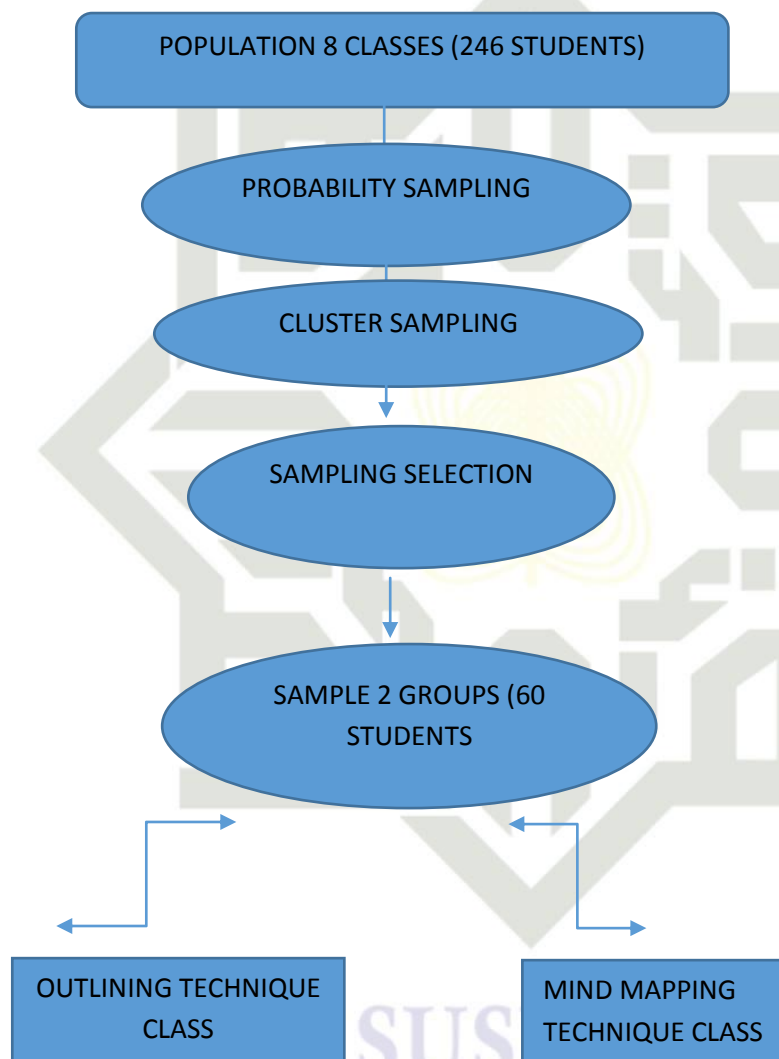 POPULATION 8 CLASSES (246 STUDENTS)
PROBABILITY SAMPLING
CLUSTER SAMPLING
SAMPLING SELECTION
SAMPLE 2 GROUPS (60
STUDENTS
OUTLINING TECHNIQUE
CLASS
MIND MAPPING
TECHNIQUE CLASS